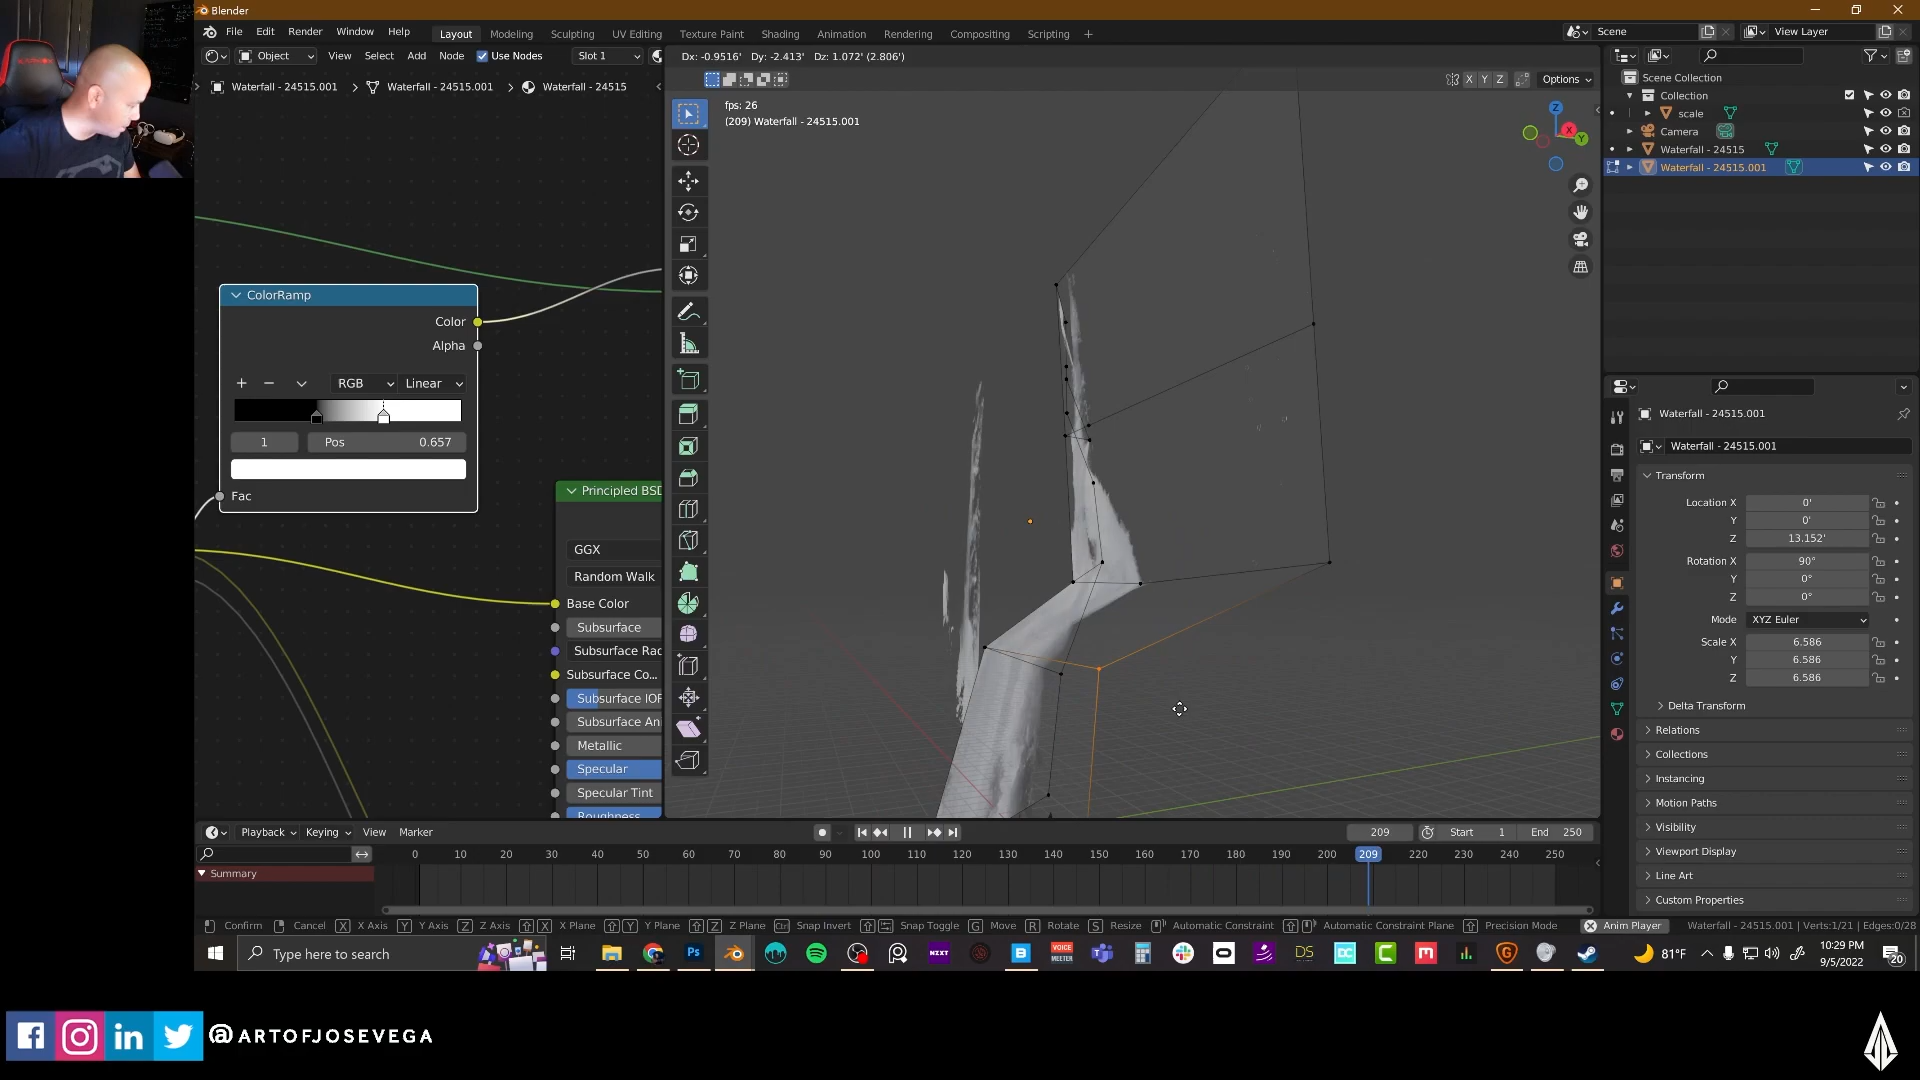 Blender
File Edit Render Window Help
Layout Modeling Sculpting UV Editing Texture Paint Shading Animation Rendering Compositing Scripting +
Scene
View Layer
Object View Select Add Node Use Nodes Slot 1
Dx: -0.9516' Dy: -2.413' Dz: 1.072' (2.806')
Waterfall - 24515.001 > Waterfall - 24515.001 > Waterfall - 24515
X Y Z Options
fps: 26
(209) Waterfall - 24515.001
Z
X
Y
Scene Collection
Collection
scale
Camera
Waterfall - 24515
Waterfall - 24515.001
ColorRamp
Color
Alpha
RGB Linear
1 Pos 0.657
Fac
Principled BSD
GGX
Random Walk
Base Color
Subsurface
Subsurface Rad
Subsurface Co...
Subsurface IOF
Subsurface An
Metallic
Specular
Specular Tint
Roughness
Waterfall - 24515.001
Waterfall - 24515.001
Transform
Location X 0'
Y 0'
Z 13.152'
Rotation X 90°
Y 0°
Z 0°
Mode XYZ Euler
Scale X 6.586
Y 6.586
Z 6.586
Delta Transform
Relations
Collections
Instancing
Motion Paths
Visibility
Viewport Display
Line Art
Custom Properties
Playback Keying View Marker
209 Start 1 End 250
0 10 20 30 40 50 60 70 80 90 100 110 120 130 140 150 160 170 180 190 200 209 220 230 240 250
Summary
Confirm Cancel X X Axis Y Y Axis Z Z Axis X X Plane Y Y Plane Z Z Plane Ctrl Snap Invert Snap Toggle G Move R Rotate S Resize Automatic Constraint Automatic Constraint Plane Precision Mode Anim Player Waterfall - 24515.001 | Verts:1/21 | Edges:0/28
Type here to search
Ps
NZXT
B
VOICE MEETER
DS
C
M
G
81°F
10:29 PM
9/5/2022
20
@ARTOFJOSEVEGA